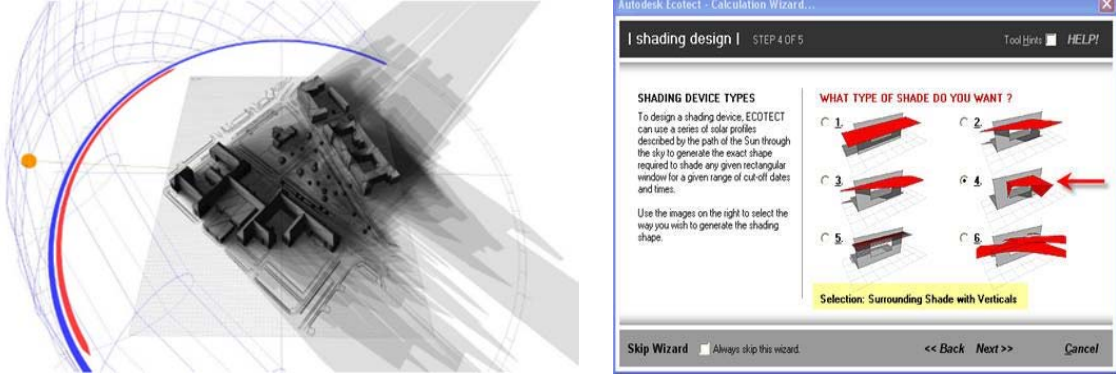 Autodesk Ecotect - Calculation Wizard...
| shading design | STEP 4 OF 5 Tool Hints HELP!
SHADING DEVICE TYPES
To design a shading device, ECOTECT
can use a series of solar profiles
described by the path of the Sun through
the sky to generate the exact shape
required to shade any given rectangular
window for a given range of cut-off dates
and times.
Use the images on the right to select the
way you wish to generate the shading
shape.
WHAT TYPE OF SHADE DO YOU WANT ?
1. 2.
3. 4.
5. 6.
Selection: Surrounding Shade with Verticals
Skip Wizard Always skip this wizard. << Back Next >> Cancel